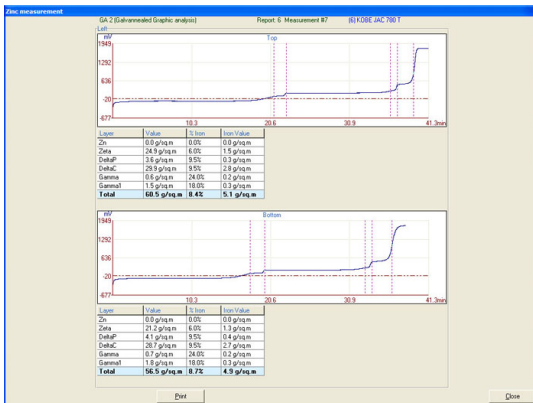 Zinc measurement
GA 2 (Galvannealed Graphic analysis) Report: 6 Measurement #7 (6) KOBE JAC 780 T
Left
mV Top
1949
1292
636
-20
-677
10.3 20.6 30.9 41.3min
Layer Value % Iron Iron Value
Zn 0.0 g/sq.m 0.0% 0.0 g/sq.m
Zeta 24.9 g/sq.m 6.0% 1.5 g/sq.m
DeltaP 3.6 g/sq.m 9.5% 0.3 g/sq.m
DeltaC 29.9 g/sq.m 9.5% 2.8 g/sq.m
Gamma 0.6 g/sq.m 24.0% 0.2 g/sq.m
Gamma1 1.5 g/sq.m 18.0% 0.3 g/sq.m
Total 60.5 g/sq.m 8.4% 5.1 g/sq.m
mV Bottom
1949
1292
636
-20
-677
10.3 20.6 30.9 41.3min
Layer Value % Iron Iron Value
Zn 0.0 g/sq.m 0.0% 0.0 g/sq.m
Zeta 21.2 g/sq.m 6.0% 1.3 g/sq.m
DeltaP 4.1 g/sq.m 9.5% 0.4 g/sq.m
DeltaC 28.7 g/sq.m 9.5% 2.7 g/sq.m
Gamma 0.7 g/sq.m 24.0% 0.2 g/sq.m
Gamma1 1.8 g/sq.m 18.0% 0.3 g/sq.m
Total 56.5 g/sq.m 8.7% 4.9 g/sq.m
Print Close